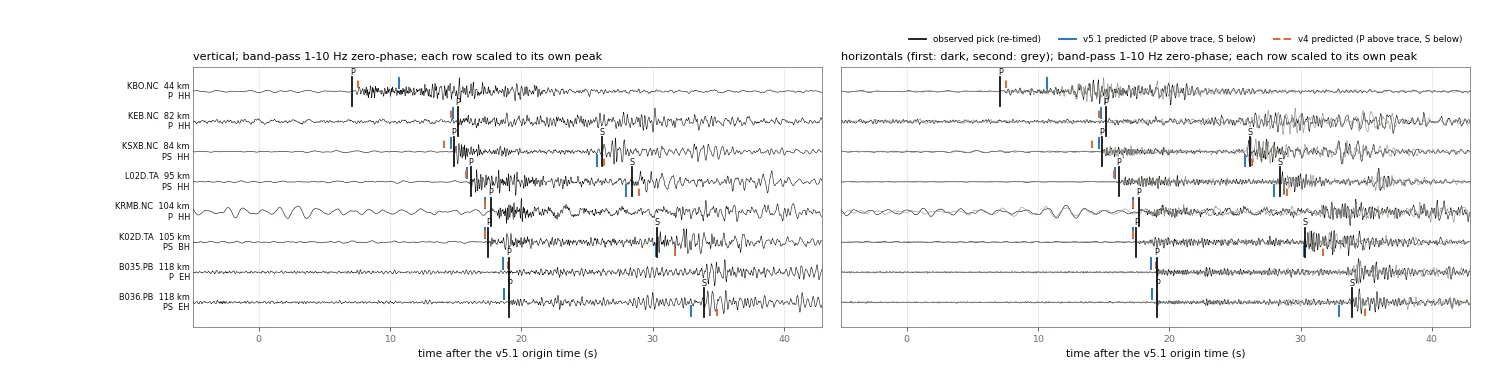 observed pick (re-timed)   v5.1 predicted (P above trace, S below)   v4 predicted (P above trace, S below)
vertical; band-pass 1-10 Hz zero-phase; each row scaled to its own peak
horizontals (first: dark, second: grey); band-pass 1-10 Hz zero-phase; each row scaled to its own peak
KBO.NC 44 km
P HH
KEB.NC 82 km
P HH
KSXB.NC 84 km
PS HH
L02D.TA 95 km
PS HH
KRMB.NC 104 km
P HH
K02D.TA 105 km
PS BH
B035.PB 118 km
P EH
B036.PB 118 km
PS EH
P
P
P
S
P
S
P
P
S
P
P
S
P
P
P
S
P
S
P
P
S
P
P
S
0 10 20 30 40
0 10 20 30 40
time after the v5.1 origin time (s)
time after the v5.1 origin time (s)